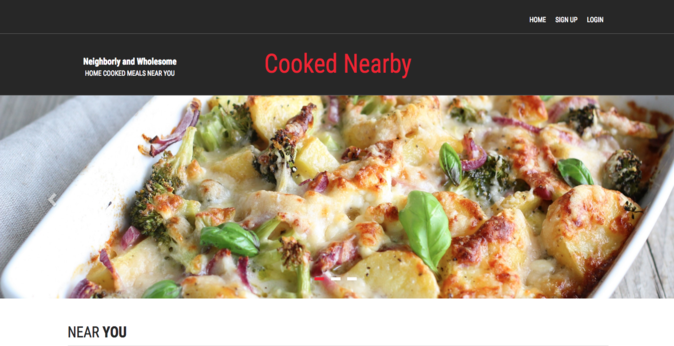 HOME SIGN UP LOGIN
Neighborly and Wholesome
HOME COOKED MEALS NEAR YOU
Cooked Nearby
NEAR YOU